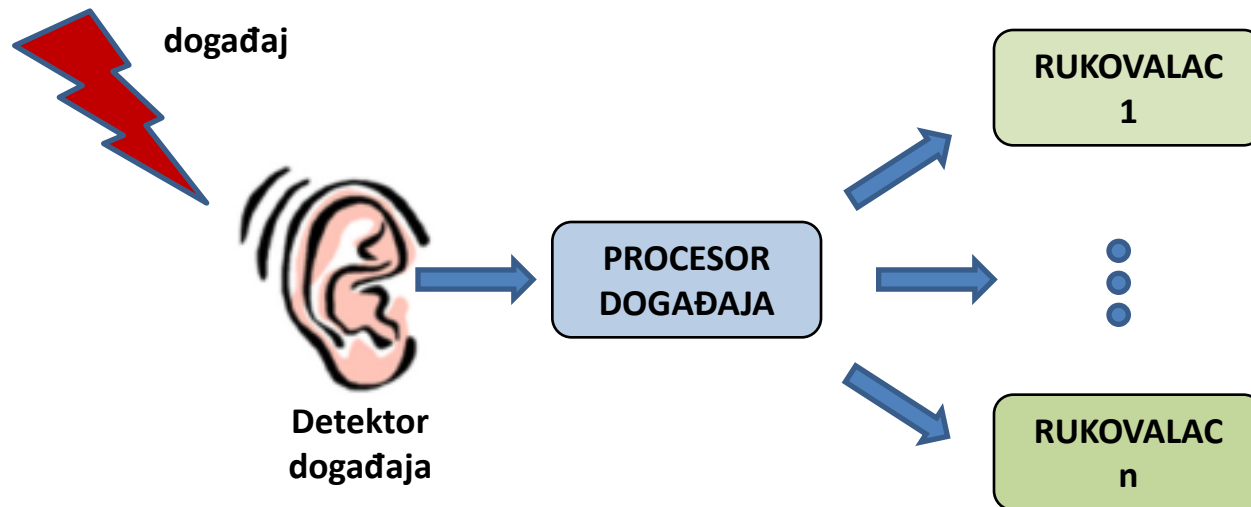 događaj
Detektor
događaja
PROCESOR
DOGAĐAJA
RUKOVALAC
1
RUKOVALAC
n